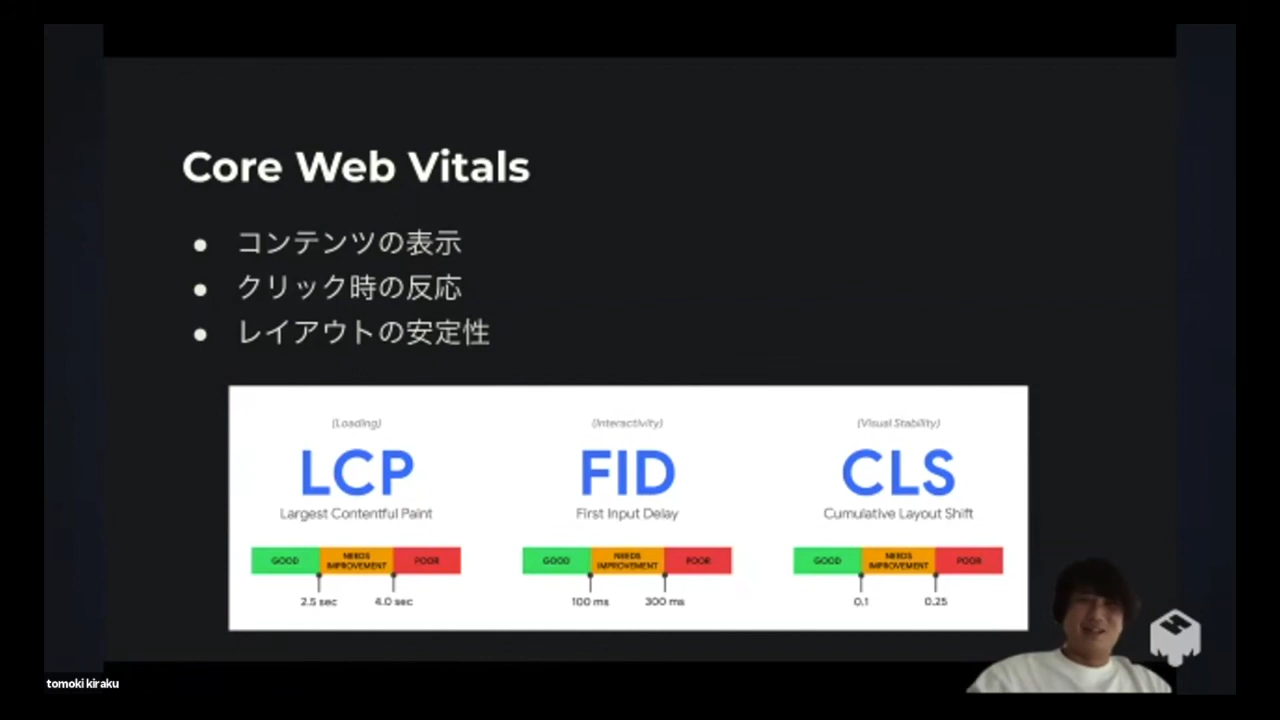 Core Web Vitals
● コンテンツの表示
● クリック時の反応
● レイアウトの安定性
(Loading)
LCP
Largest Contentful Paint
GOOD
NEEDS
IMPROVEMENT
POOR
2.5 sec
4.0 sec
(Interactivity)
FID
First Input Delay
GOOD
NEEDS
IMPROVEMENT
POOR
100 ms
300 ms
(Visual Stability)
CLS
Cumulative Layout Shift
GOOD
NEEDS
IMPROVEMENT
POOR
0.1
0.25
tomoki kiraku